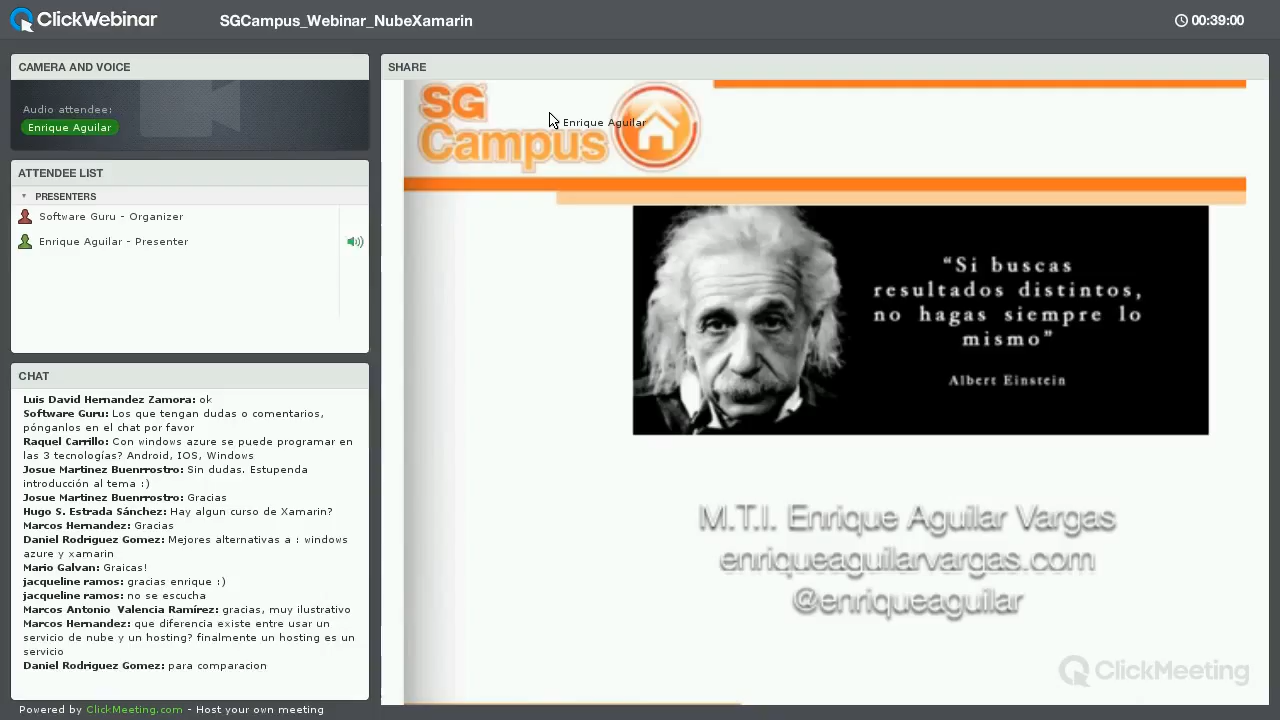 ClickWebinar
SGCampus_Webinar_NubeXamarin
00:39:00
CAMERA AND VOICE
Audio attendee:
Enrique Aguilar
ATTENDEE LIST
PRESENTERS
Software Guru - Organizer
Enrique Aguilar - Presenter
CHAT
Luis David Hernandez Zamora: ok
Software Guru: Los que tengan dudas o comentarios,
pónganlos en el chat por favor
Raquel Carrillo: Con windows azure se puede programar en
las 3 tecnologías? Android, IOS, Windows
Josue Martinez Buenrrostro: Sin dudas. Estupenda
introducción al tema :)
Josue Martinez Buenrrostro: Gracias
Hugo S. Estrada Sánchez: Hay algun curso de Xamarin?
Marcos Hernandez: Gracias
Daniel Rodriguez Gomez: Mejores alternativas a : windows
azure y xamarin
Mario Galvan: Graicas!
jacqueline ramos: gracias enrique :)
jacqueline ramos: no se escucha
Marcos Antonio Valencia Ramírez: gracias, muy ilustrativo
Marcos Hernandez: que diferencia existe entre usar un
servicio de nube y un hosting? finalmente un hosting es un
servicio
Daniel Rodriguez Gomez: para comparacion
Powered by ClickMeeting.com - Host your own meeting
SHARE
SG
Campus
Enrique Aguilar
“Si buscas
resultados distintos,
no hagas siempre lo
mismo”
Albert Einstein
M.T.I. Enrique Aguilar Vargas
enriqueaguilarvargas.com
@enriqueaguilar
ClickMeeting